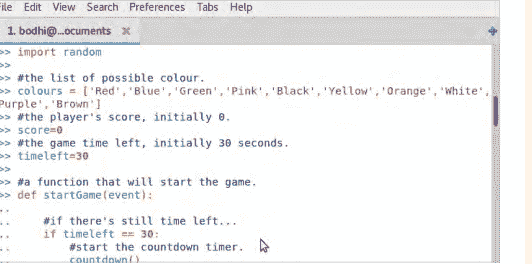 File Edit View Search Preferences Tabs Help
1. bodhi@...ocuments ×
>> import random
>>
>> #the list of possible colour.
>> colours = ['Red','Blue','Green','Pink','Black','Yellow','Orange','White',
Purple','Brown']
>> #the player's score, initially 0.
>> score=0
>> #the game time left, initially 30 seconds.
>> timeleft=30
>>
>> #a function that will start the game.
>> def startGame(event):
..
.. #if there's still time left...
.. if timeleft == 30:
.. #start the countdown timer.
.. countdown()